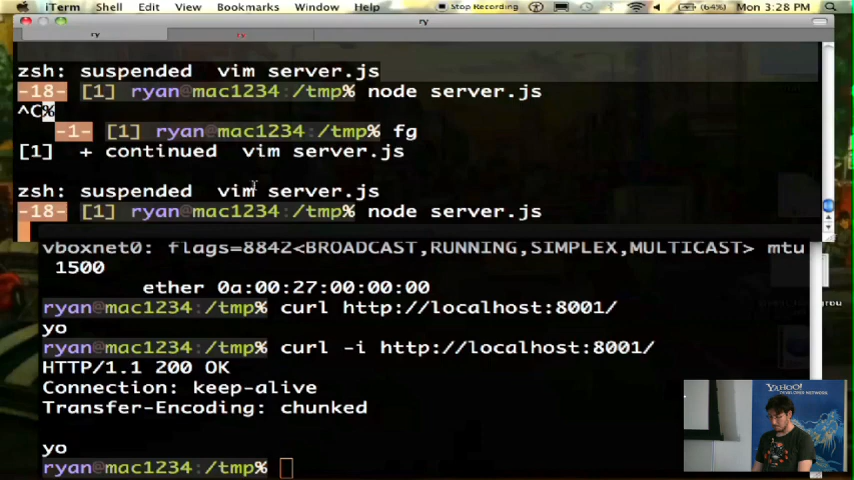 iTerm Shell Edit View Bookmarks Window Help Stop Recording (64%) Mon 3:28 PM
ry
ry ry
zsh: suspended  vim server.js
-18- [1] ryan@mac1234:/tmp% node server.js
^C%
-1- [1] ryan@mac1234:/tmp% fg
[1]  + continued  vim server.js
zsh: suspended  vim server.js
-18- [1] ryan@mac1234:/tmp% node server.js
vboxnet0: flags=8842<BROADCAST,RUNNING,SIMPLEX,MULTICAST> mtu
1500
ether 0a:00:27:00:00:00
ryan@mac1234:/tmp% curl http://localhost:8001/
yo
ryan@mac1234:/tmp% curl -i http://localhost:8001/
HTTP/1.1 200 OK
Connection: keep-alive
Transfer-Encoding: chunked
yo
ryan@mac1234:/tmp%
YAHOO!
DEVELOPER NETWORK